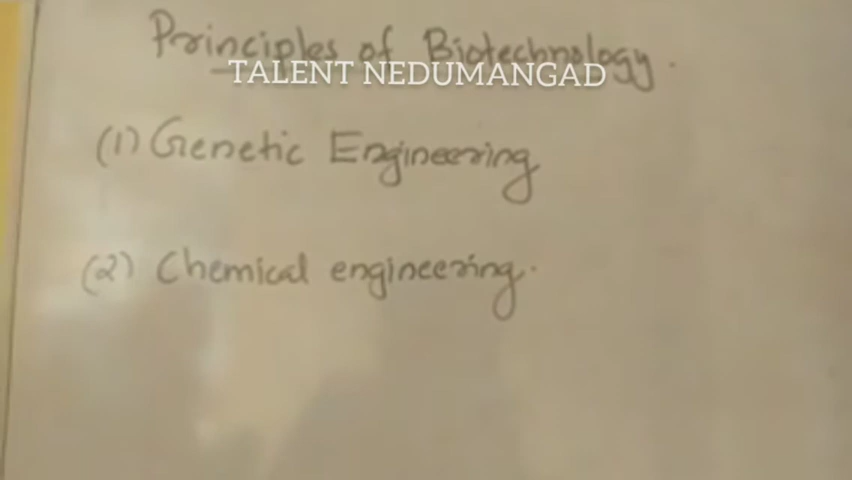 Principles of Biotechnology.
TALENT NEDUMANGAD
(1) Genetic Engineering
(2) Chemical engineering.